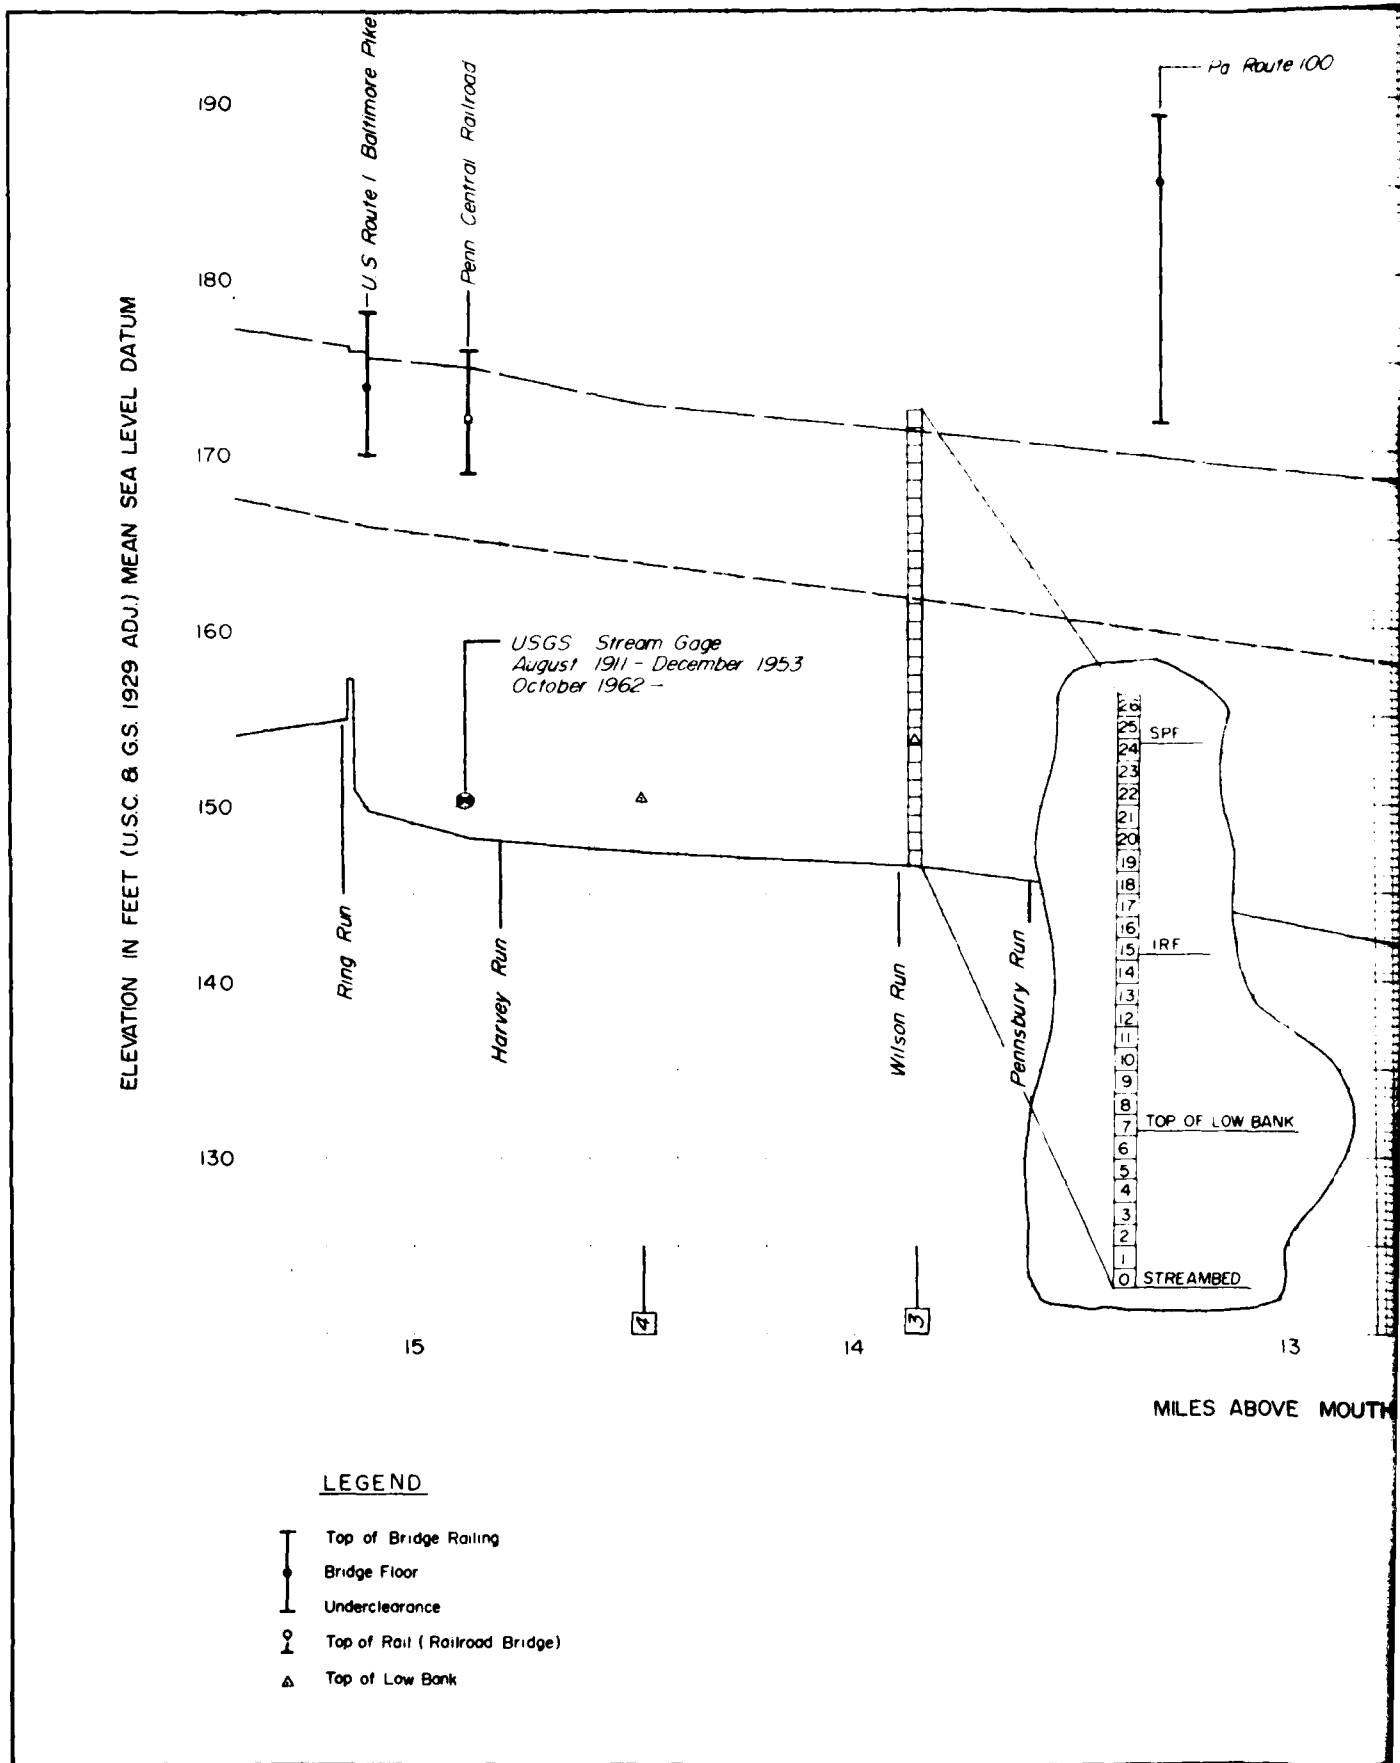 U.S Route 1 Baltimore Pike
Penn Central Railroad
Pa Route 100
190
180
170
160
150
140
130
ELEVATION IN FEET (U.S.C. & G.S. 1929 ADJ.) MEAN SEA LEVEL DATUM
USGS Stream Gage
August 1911 - December 1953
October 1962 -
Ring Run
Harvey Run
Wilson Run
Pennsbury Run
26
25
SPF
24
23
22
21
20
19
18
17
16
15
IRF
14
13
12
11
10
9
8
7
TOP OF LOW BANK
6
5
4
3
2
1
0
STREAMBED
4
3
15
14
13
MILES ABOVE MOUTH
LEGEND
Top of Bridge Railing
Bridge Floor
Underclearance
Top of Rail (Railroad Bridge)
Top of Low Bank